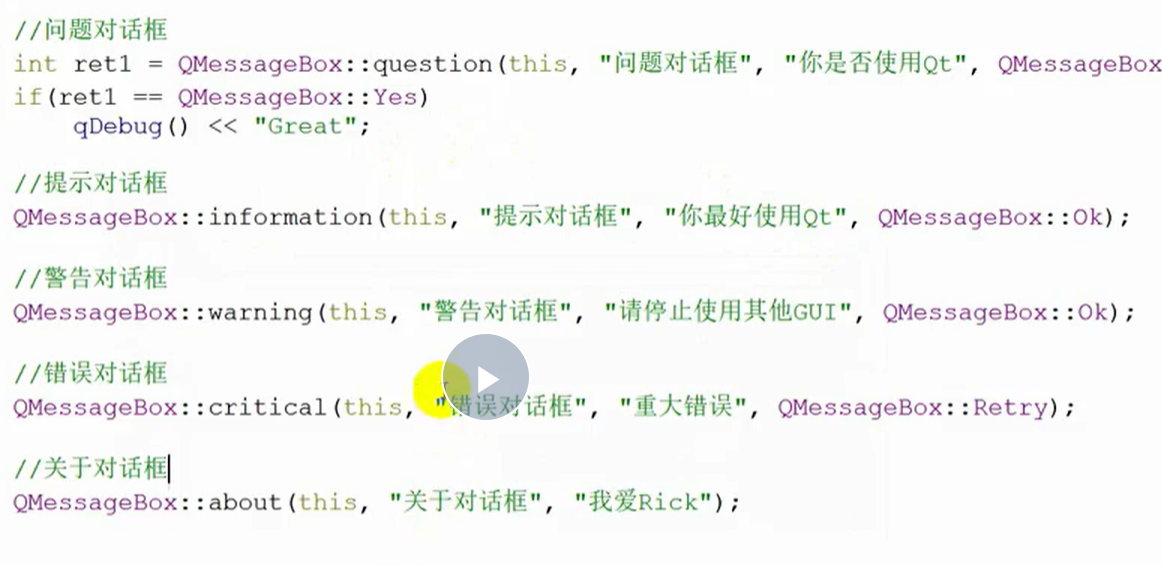 //问题对话框
int ret1 = QMessageBox::question(this, "问题对话框", "你是否使用Qt", QMessageBox
if(ret1 == QMessageBox::Yes)
    qDebug() << "Great";
//提示对话框
QMessageBox::information(this, "提示对话框", "你最好使用Qt", QMessageBox::Ok);
//警告对话框
QMessageBox::warning(this, "警告对话框", "请停止使用其他GUI", QMessageBox::Ok);
//错误对话框
QMessageBox::critical(this, "错误对话框", "重大错误", QMessageBox::Retry);
//关于对话框
QMessageBox::about(this, "关于对话框", "我爱Rick");